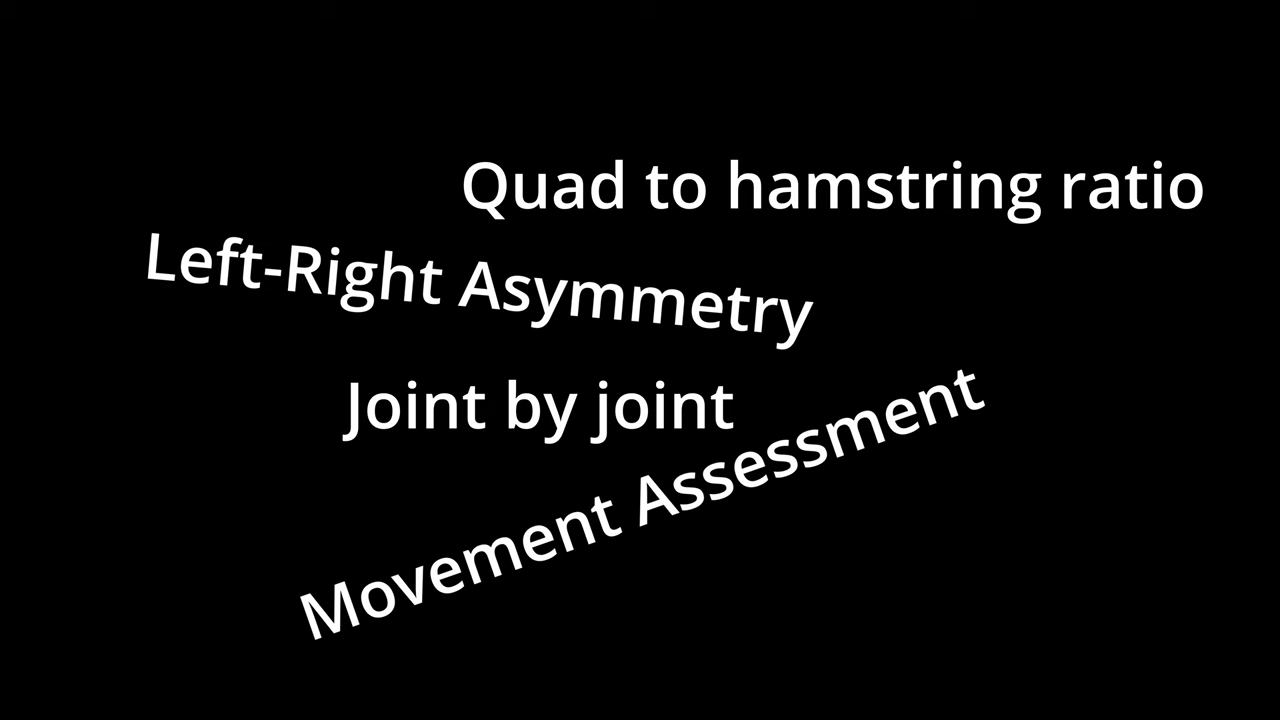 Quad to hamstring ratio
Left-Right Asymmetry
Joint by joint
Movement Assessment